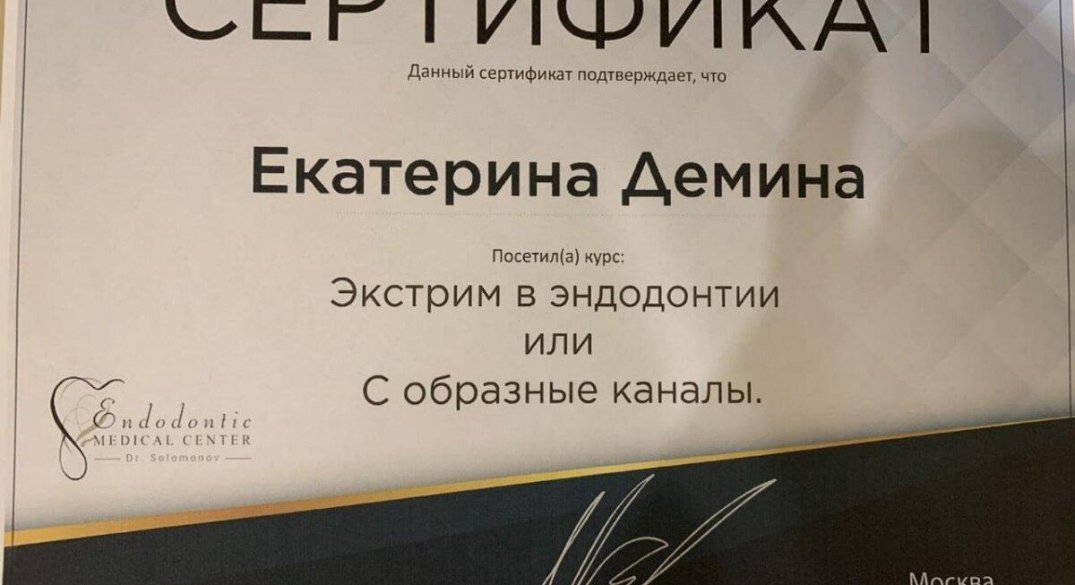 СЕРТИФИКАТ
Данный сертификат подтверждает, что
Екатерина Демина
Посетил(а) курс:
Экстрим в эндодонтии
или
С образные каналы.
Endodontic
MEDICAL CENTER
Dr. Solomonov
Москва